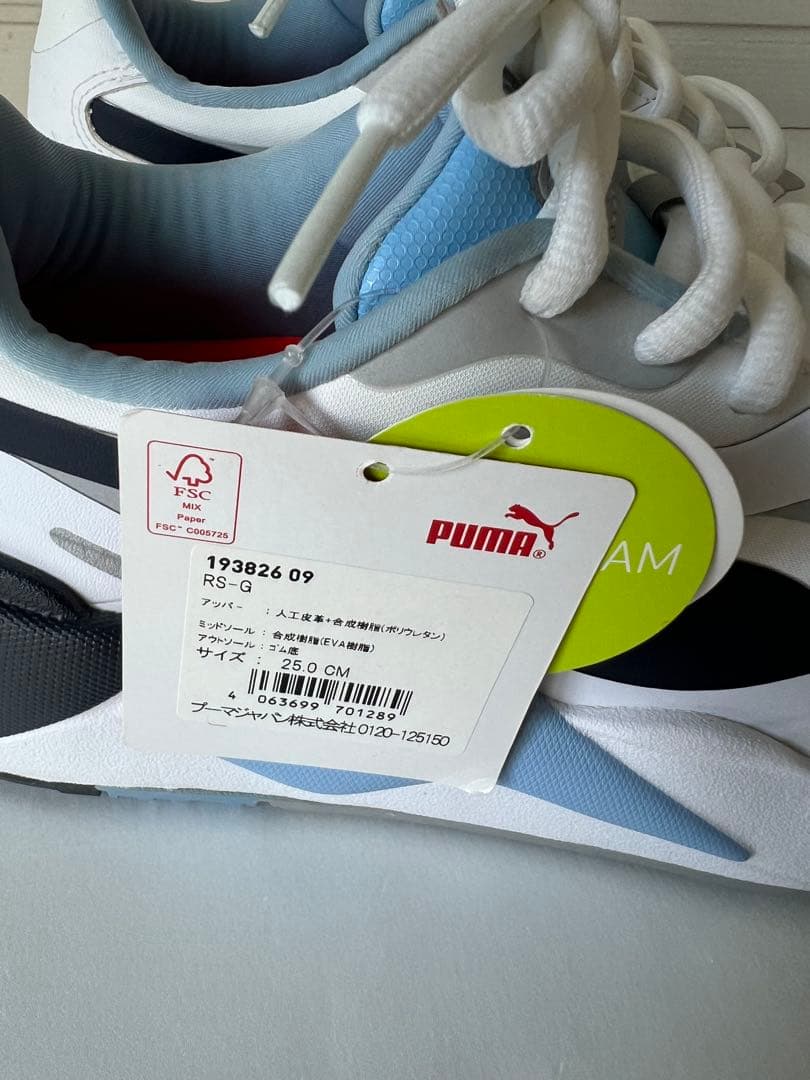 FSC™
MIX
Paper
FSC™ C005725
PUMA®
AM
193826 09
RS-G
アッパー : 人工皮革+合成樹脂(ポリウレタン)
ミッドソール : 合成樹脂(EVA樹脂)
アウトソール : ゴム底
サイズ : 25.0 CM
4 063699 701289
プーマジャパン株式会社 0120-125150